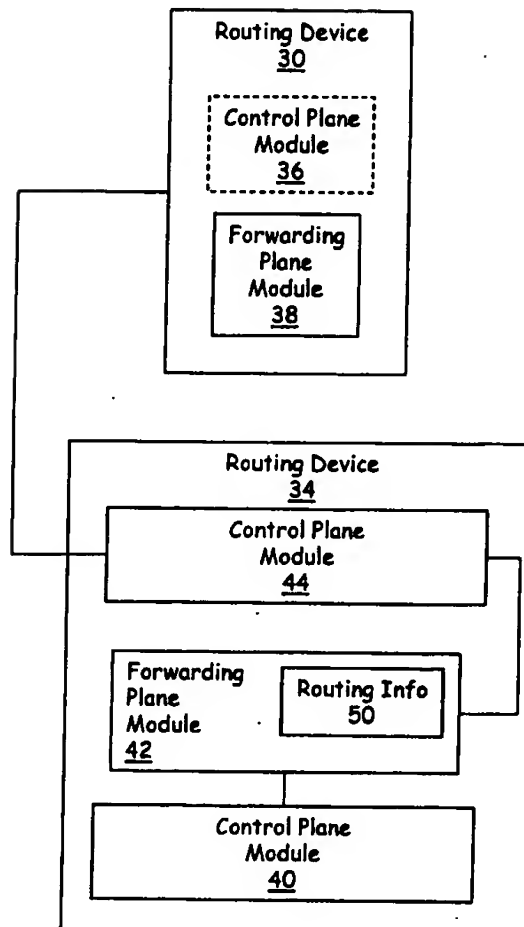 Routing Device
30
Control Plane
Module
36
Forwarding
Plane
Module
38
Routing Device
34
Control Plane
Module
44
Forwarding
Plane
Module
42
Routing Info
50
Control Plane
Module
40